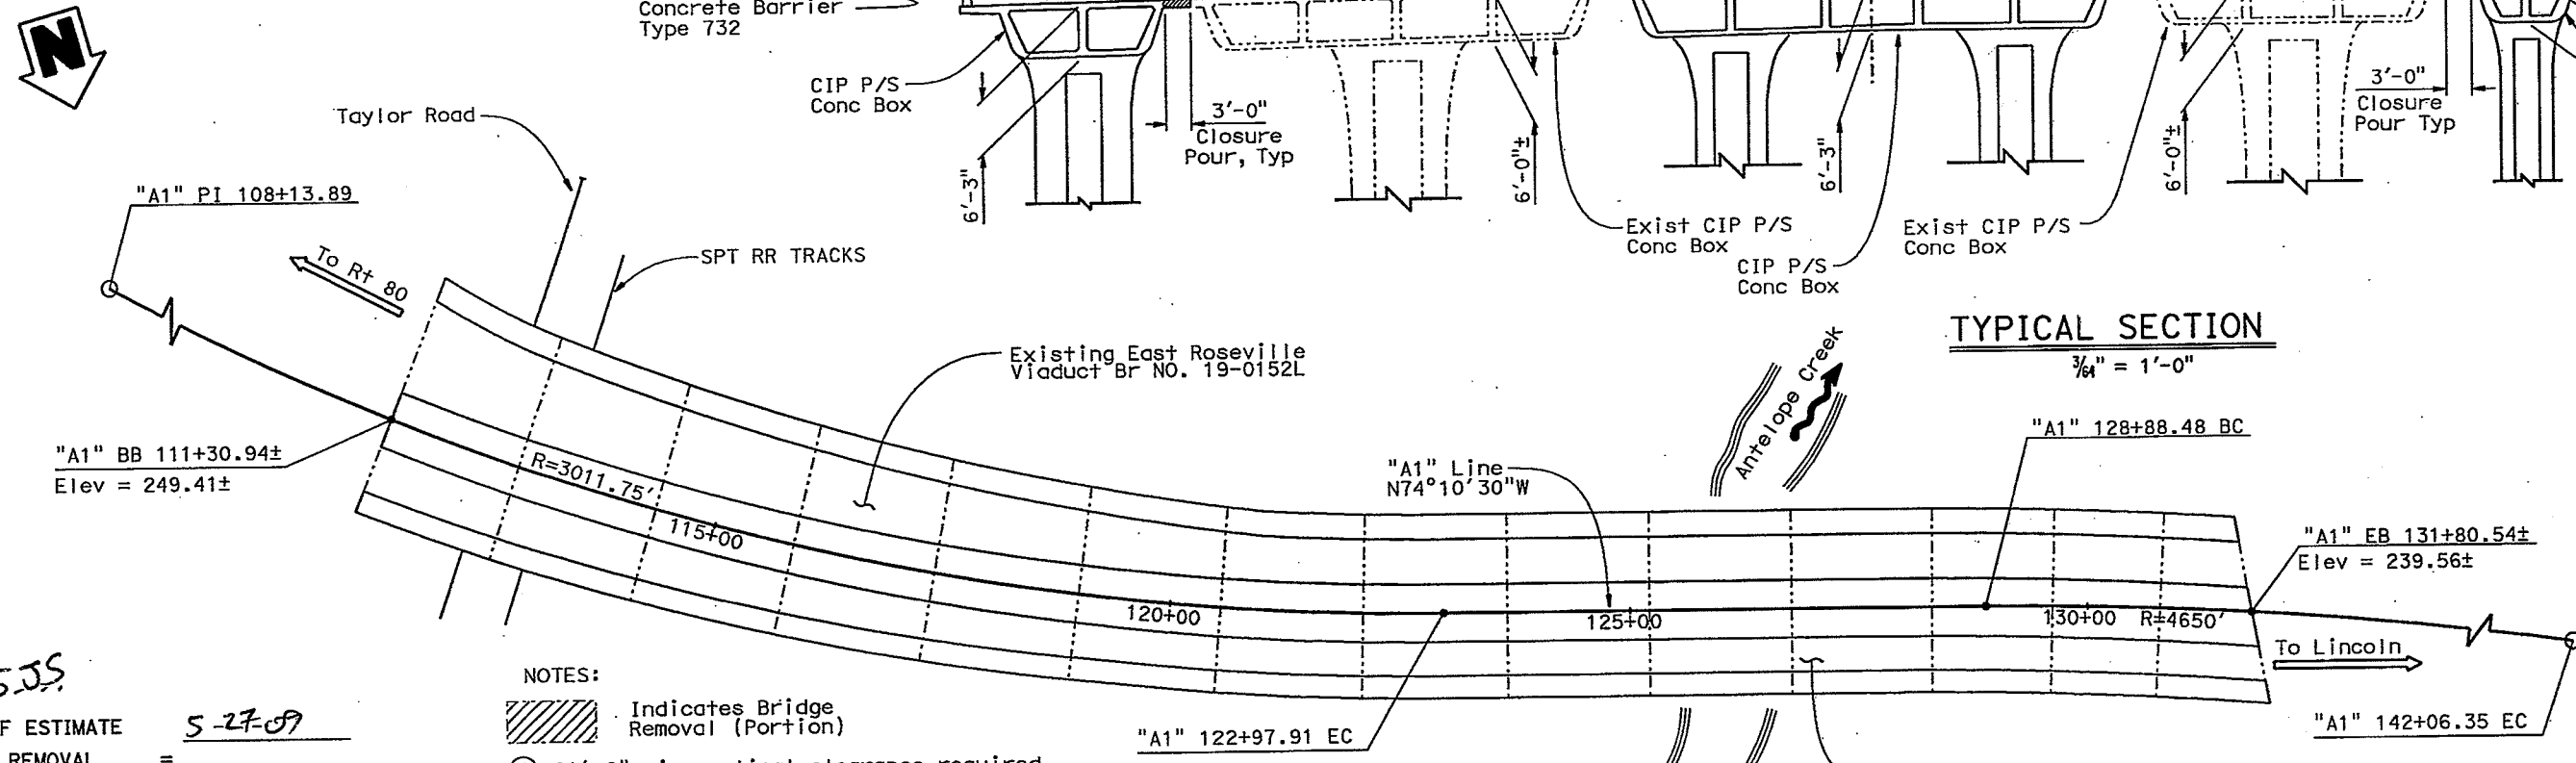 Concrete Barrier
Type 732
N
CIP P/S
Conc Box
3'-0"
Closure
Pour, Typ
6'-3"
6'-0"±
6'-3"
6'-0"±
3'-0"
Closure
Pour Typ
Exist CIP P/S
Conc Box
CIP P/S
Conc Box
Exist CIP P/S
Conc Box
TYPICAL SECTION
3/64" = 1'-0"
Taylor Road
"A1" PI 108+13.89
To Rt 80
SPT RR TRACKS
Existing East Roseville
Viaduct Br NO. 19-0152L
Antelope Creek
"A1" 128+88.48 BC
"A1" Line
N74°10'30"W
"A1" BB 111+30.94±
Elev = 249.41±
R=3011.75'
115+00
120+00
125+00
130+00
R=4650'
"A1" EB 131+80.54±
Elev = 239.56±
To Lincoln
"A1" 122+97.91 EC
"A1" 142+06.35 EC
SJS
F ESTIMATE 5-27-09
REMOVAL =
NOTES:
Indicates Bridge
Removal (Portion)